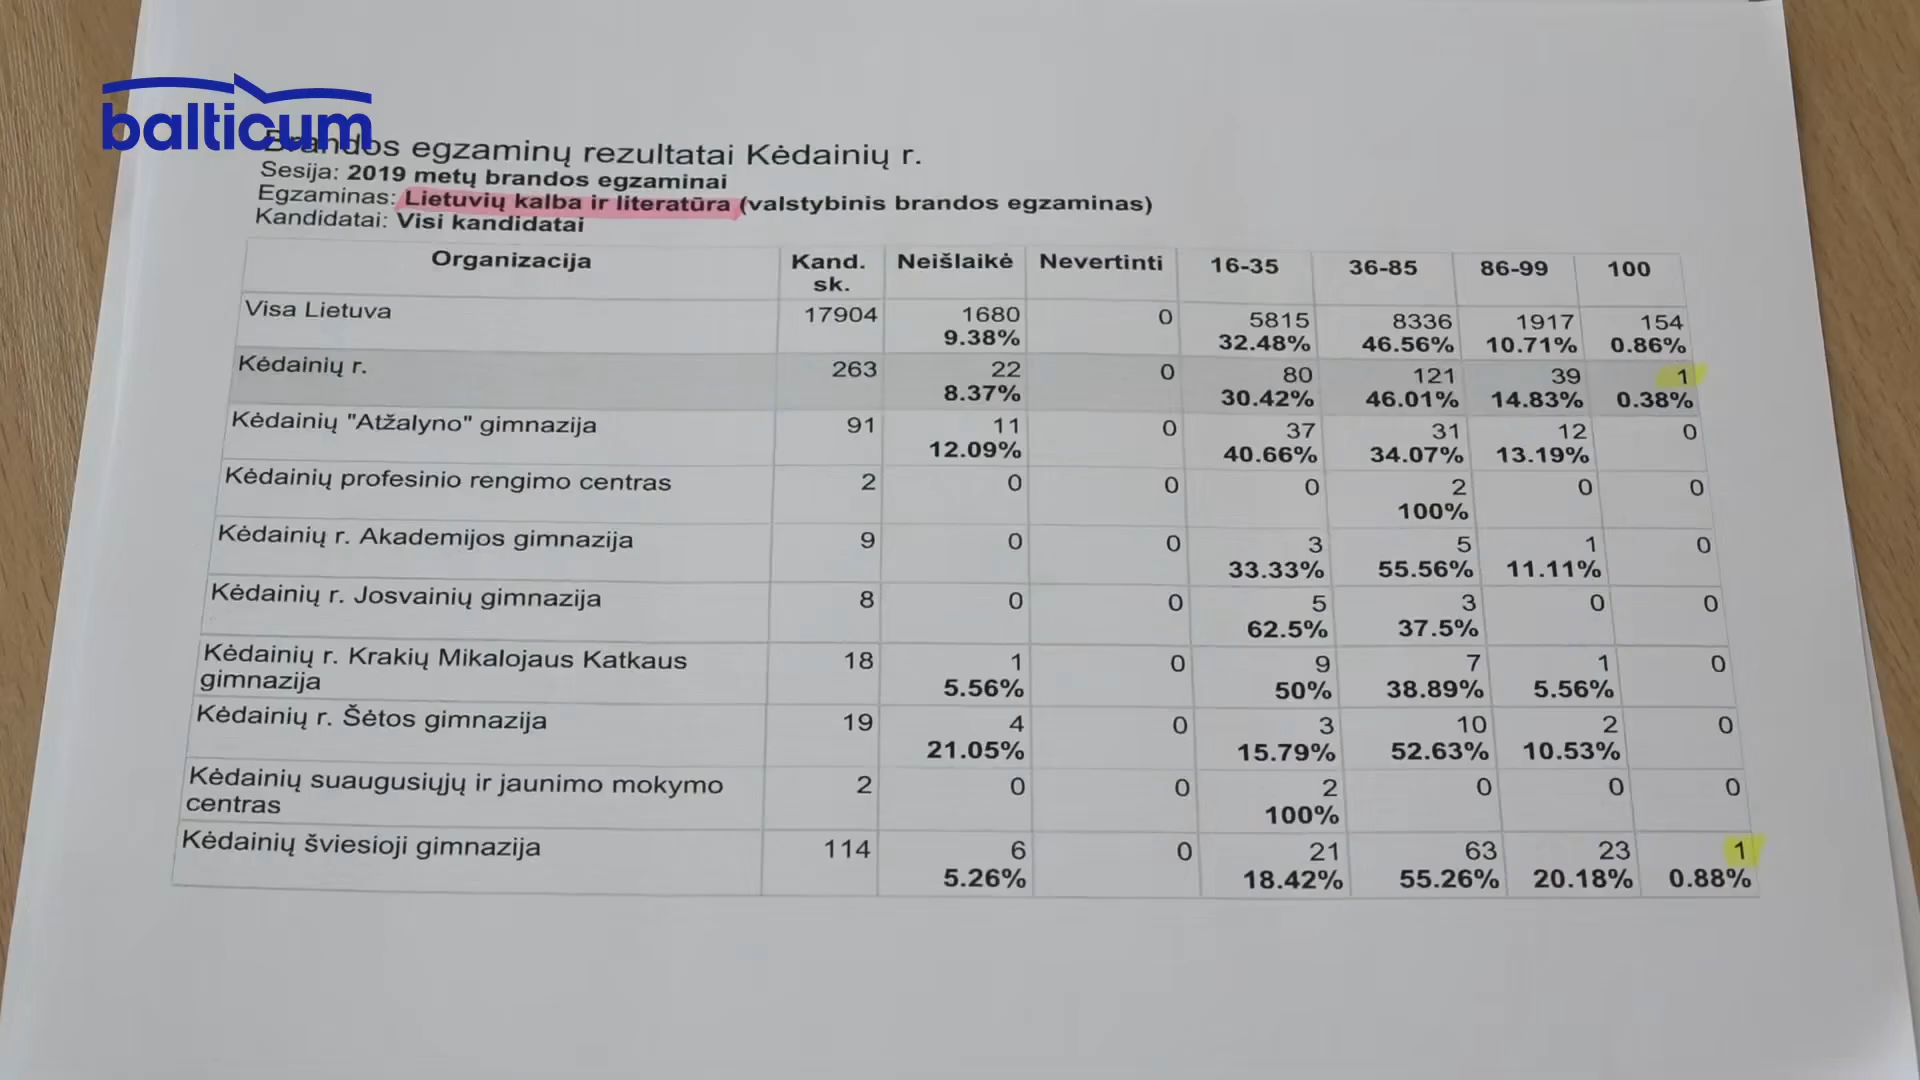 balticum
Brandos egzaminų rezultatai Kėdainių r.
Sesija: 2019 metų brandos egzaminai
Egzaminas: Lietuvių kalba ir literatūra (valstybinis brandos egzaminas)
Kandidatai: Visi kandidatai
Organizacija Kand. sk. Neišlaikė Nevertinti 16-35 36-85 86-99 100
Visa Lietuva 17904 1680 0 5815 8336 1917 154
9.38% 32.48% 46.56% 10.71% 0.86%
Kėdainių r. 263 22 0 80 121 39 1
8.37% 30.42% 46.01% 14.83% 0.38%
Kėdainių "Atžalyno" gimnazija 91 11 0 37 31 12 0
12.09% 40.66% 34.07% 13.19%
Kėdainių profesinio rengimo centras 2 0 0 0 2 0 0
100%
Kėdainių r. Akademijos gimnazija 9 0 0 3 5 1 0
33.33% 55.56% 11.11%
Kėdainių r. Josvainių gimnazija 8 0 0 5 3 0 0
62.5% 37.5%
Kėdainių r. Krakių Mikalojaus Katkaus 18 1 0 9 7 1 0
gimnazija 5.56% 50% 38.89% 5.56%
Kėdainių r. Šėtos gimnazija 19 4 0 3 10 2 0
21.05% 15.79% 52.63% 10.53%
Kėdainių suaugusiųjų ir jaunimo mokymo 2 0 0 2 0 0 0
centras 100%
Kėdainių šviesioji gimnazija 114 6 0 21 63 23 1
5.26% 18.42% 55.26% 20.18% 0.88%